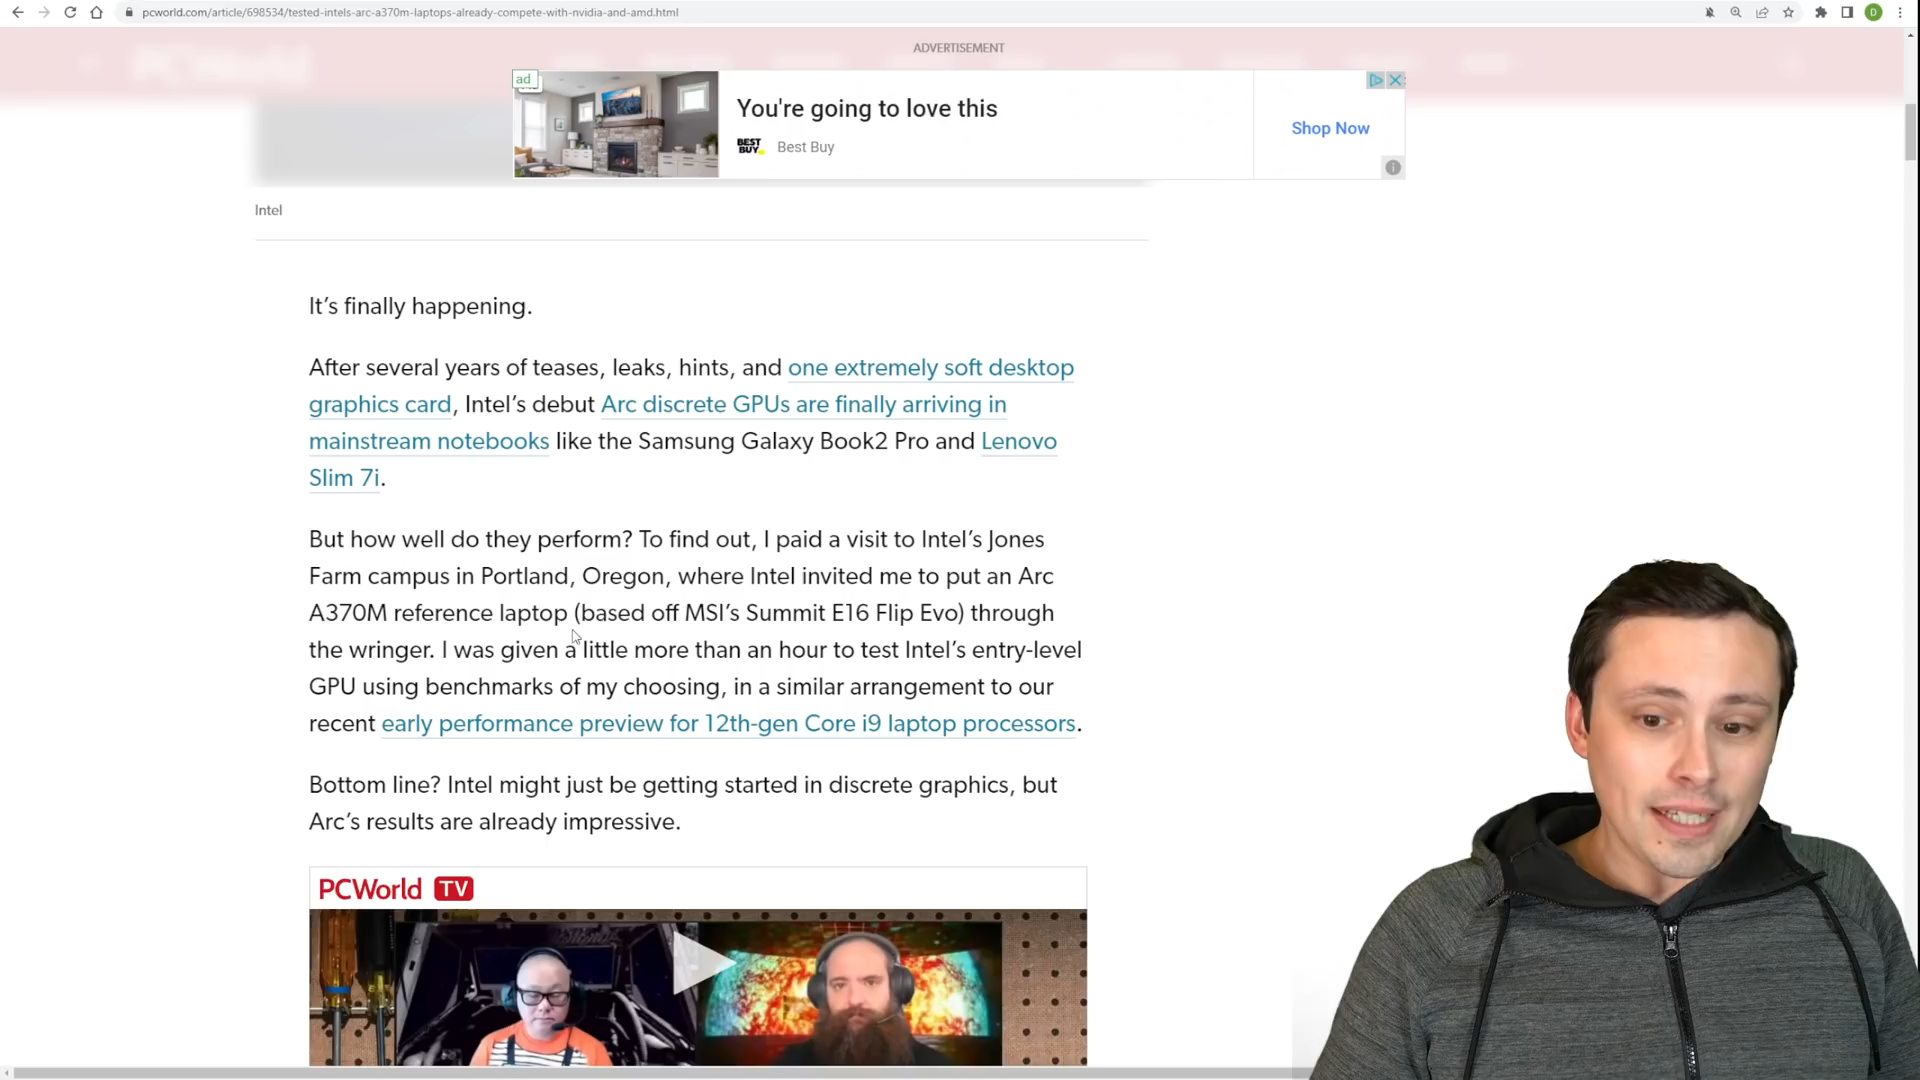 pcworld.com/article/698534/tested-intels-arc-a370m-laptops-already-compete-with-nvidia-and-amd.html
D
PCWorld
ADVERTISEMENT
ad
You're going to love this
BEST BUY
Best Buy
Shop Now
Intel
It's finally happening.
After several years of teases, leaks, hints, and one extremely soft desktop
graphics card, Intel's debut Arc discrete GPUs are finally arriving in
mainstream notebooks like the Samsung Galaxy Book2 Pro and Lenovo
Slim 7i.
But how well do they perform? To find out, I paid a visit to Intel's Jones
Farm campus in Portland, Oregon, where Intel invited me to put an Arc
A370M reference laptop (based off MSI's Summit E16 Flip Evo) through
the wringer. I was given a little more than an hour to test Intel's entry-level
GPU using benchmarks of my choosing, in a similar arrangement to our
recent early performance preview for 12th-gen Core i9 laptop processors.
Bottom line? Intel might just be getting started in discrete graphics, but
Arc's results are already impressive.
PCWorld TV